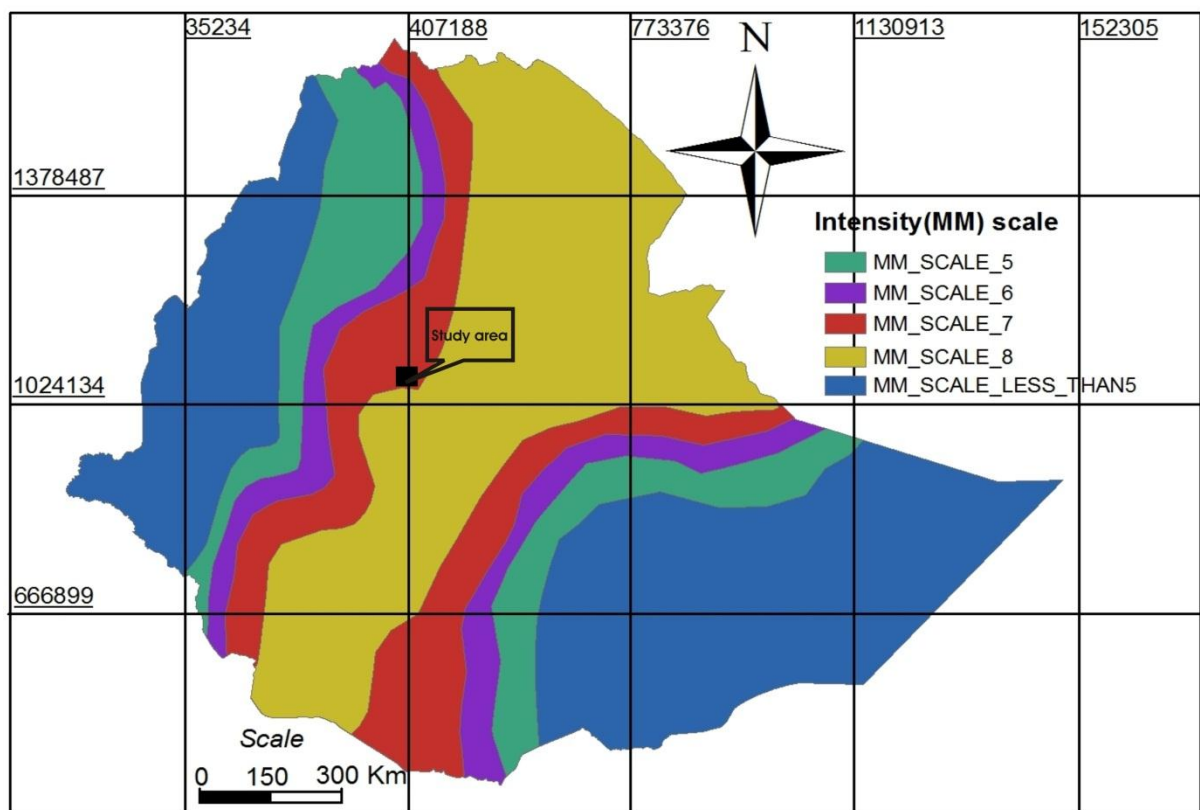 35234
407188
773376
1130913
152305
N
1378487
Intensity(MM) scale
MM_SCALE_5
MM_SCALE_6
MM_SCALE_7
Study area
MM_SCALE_8
1024134
MM_SCALE_LESS_THAN5
666899
Scale
0 150 300 Km